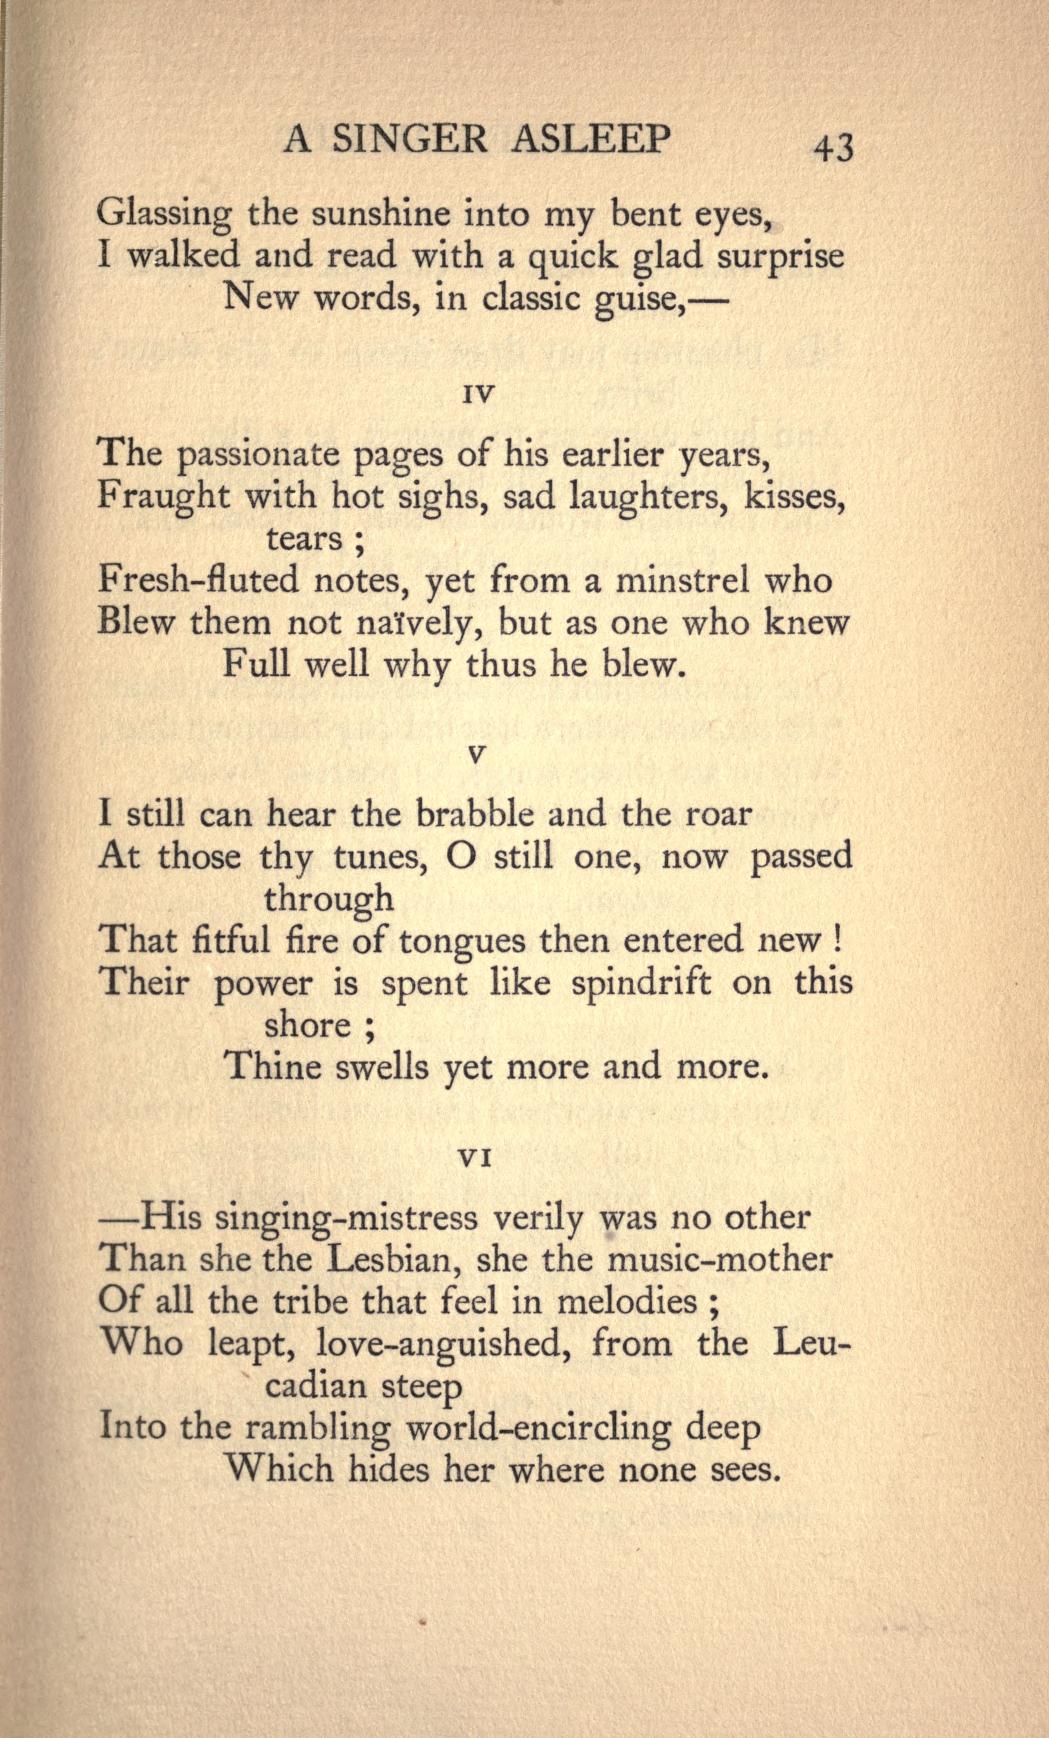 A SINGER ASLEEP 43
Glassing the sunshine into my bent eyes,
I walked and read with a quick glad surprise
New words, in classic guise,—
IV
The passionate pages of his earlier years,
Fraught with hot sighs, sad laughters, kisses,
tears ;
Fresh-fluted notes, yet from a minstrel who
Blew them not naïvely, but as one who knew
Full well why thus he blew.
V
I still can hear the brabble and the roar
At those thy tunes, O still one, now passed
through
That fitful fire of tongues then entered new !
Their power is spent like spindrift on this
shore ;
Thine swells yet more and more.
VI
—His singing-mistress verily was no other
Than she the Lesbian, she the music-mother
Of all the tribe that feel in melodies ;
Who leapt, love-anguished, from the Leu-
cadian steep
Into the rambling world-encircling deep
Which hides her where none sees.